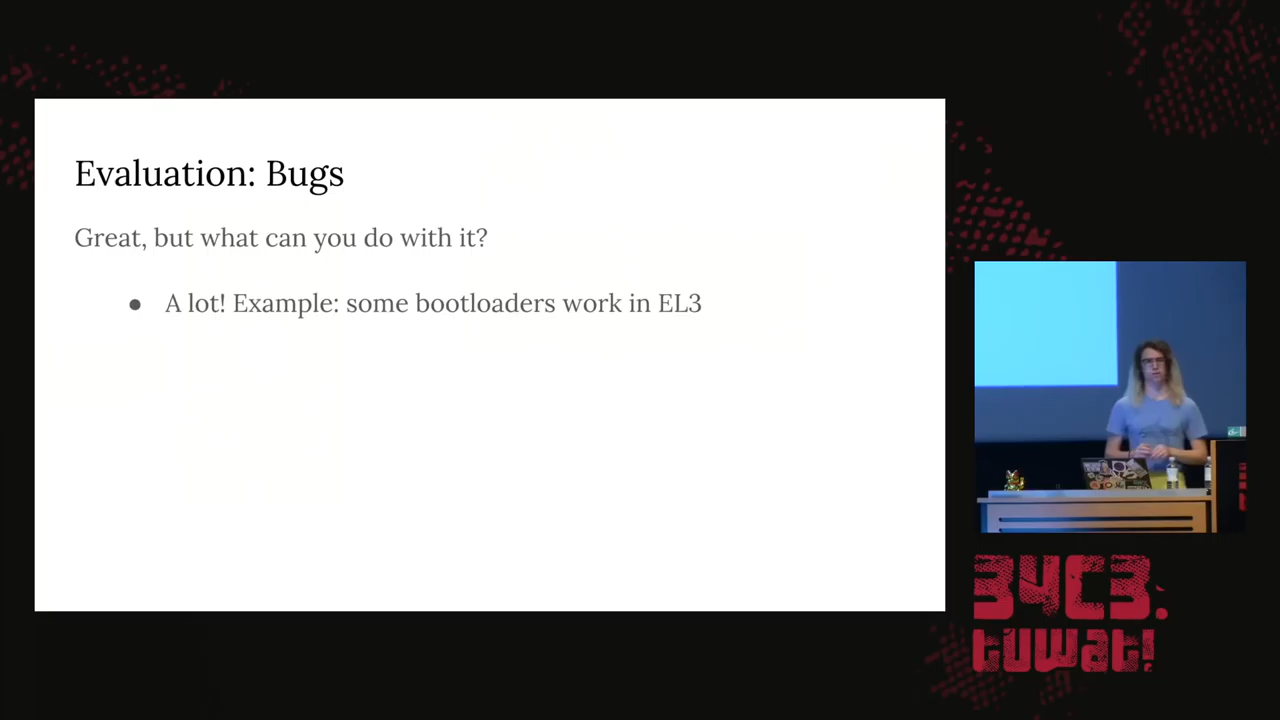 Evaluation: Bugs
Great, but what can you do with it?
● A lot! Example: some bootloaders work in EL3
34C3.
tuwat!